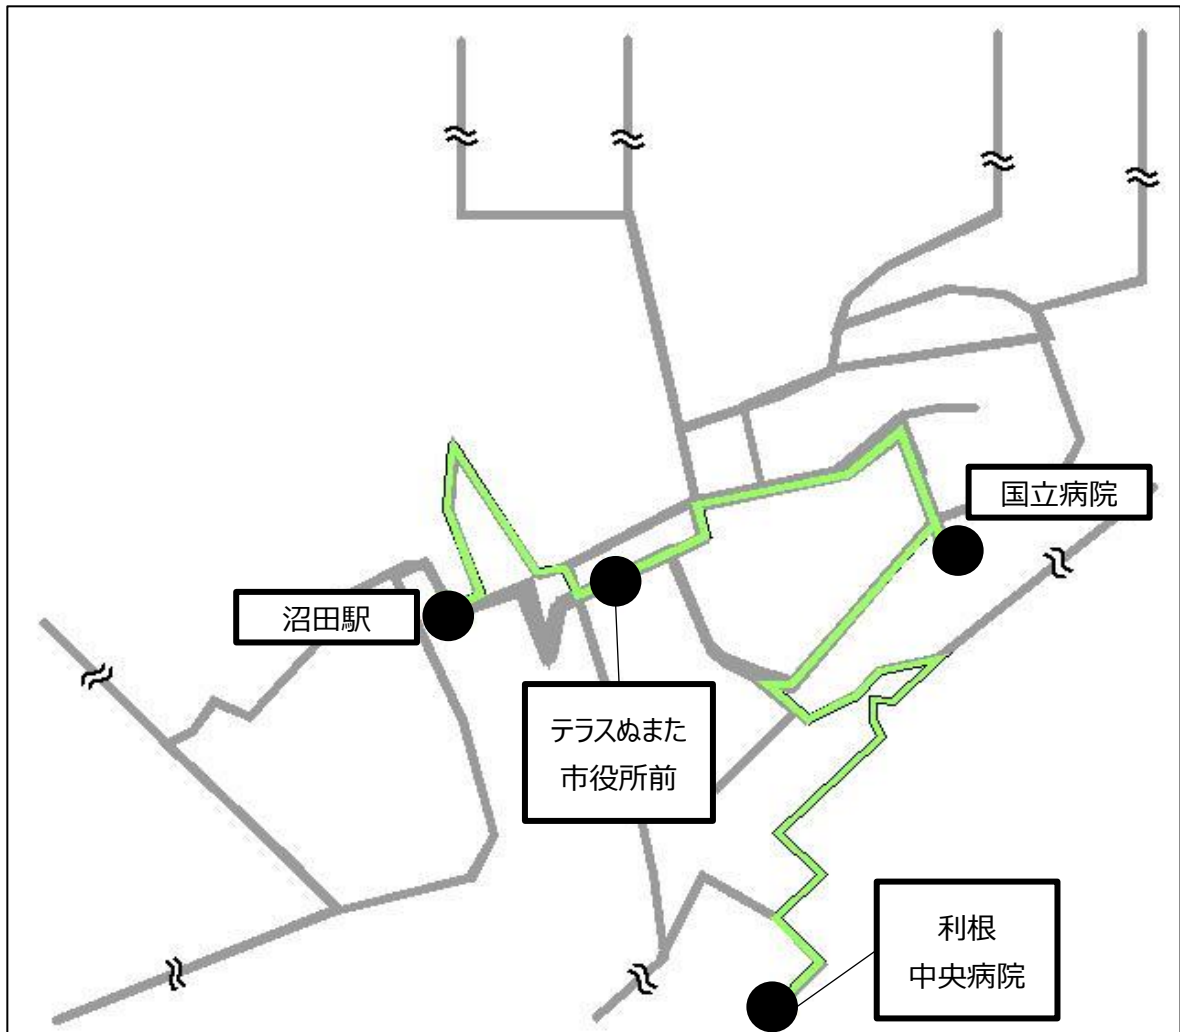 国立病院
沼田駅
テラスぬまた
市役所前
利根
中央病院